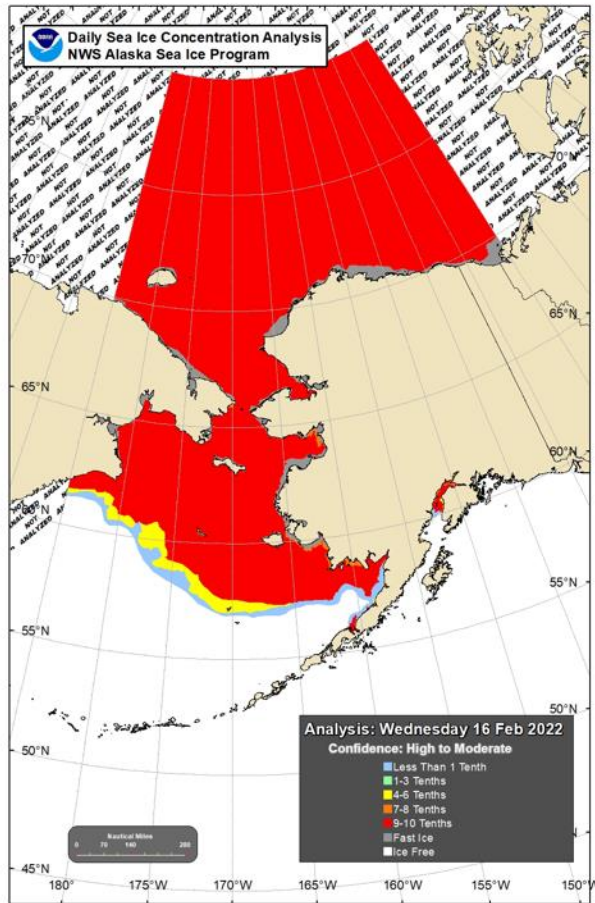 NOAA
Daily Sea Ice Concentration Analysis
NWS Alaska Sea Ice Program
NOT ANALYZED
75°N
70°N
65°N
60°N
55°N
50°N
45°N
70°N
65°N
60°N
55°N
50°N
180°
175°W
170°W
165°W
160°W
155°W
150°W
Analysis: Wednesday 16 Feb 2022
Confidence: High to Moderate
Less Than 1 Tenth
1-3 Tenths
4-6 Tenths
7-8 Tenths
9-10 Tenths
Fast Ice
Ice Free
Nautical Miles
0 70 140 280